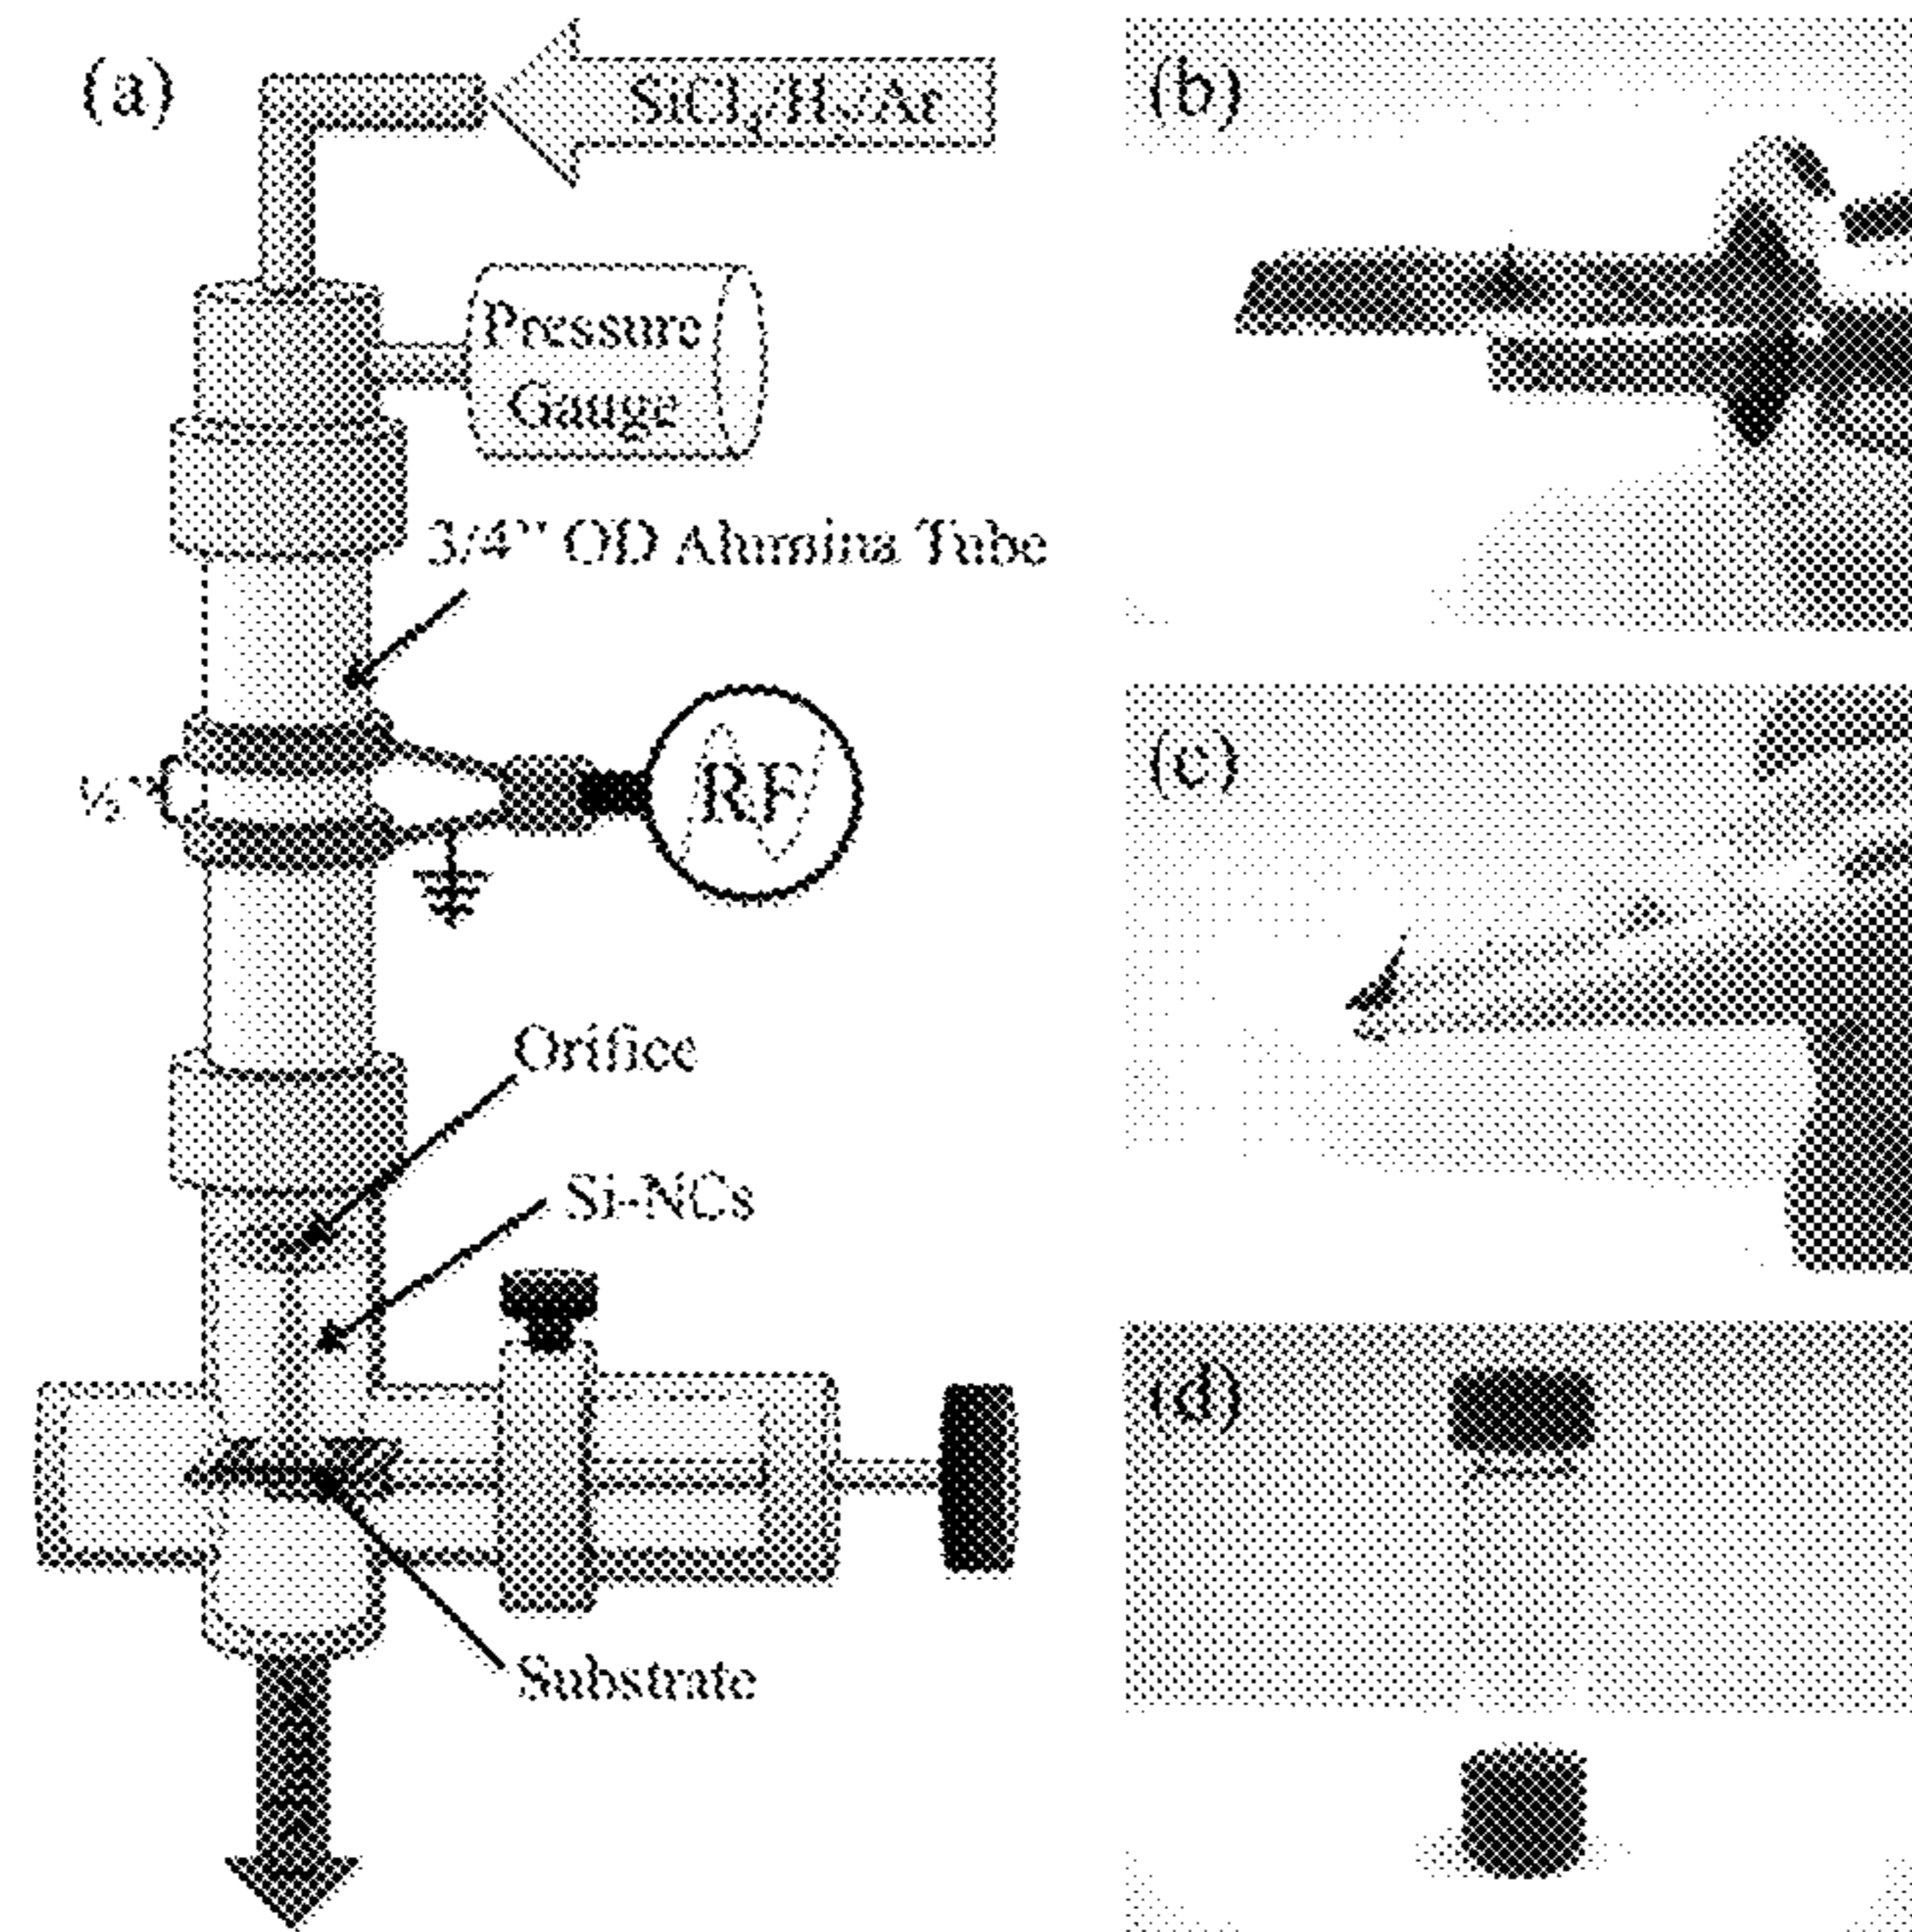 (a)
SiCl₄/H₂/Ar
Pressure
Gauge
3/4" OD Alumina Tube
½"
RF
Orifice
Si-NCs
Substrate
(b)
(c)
(d)